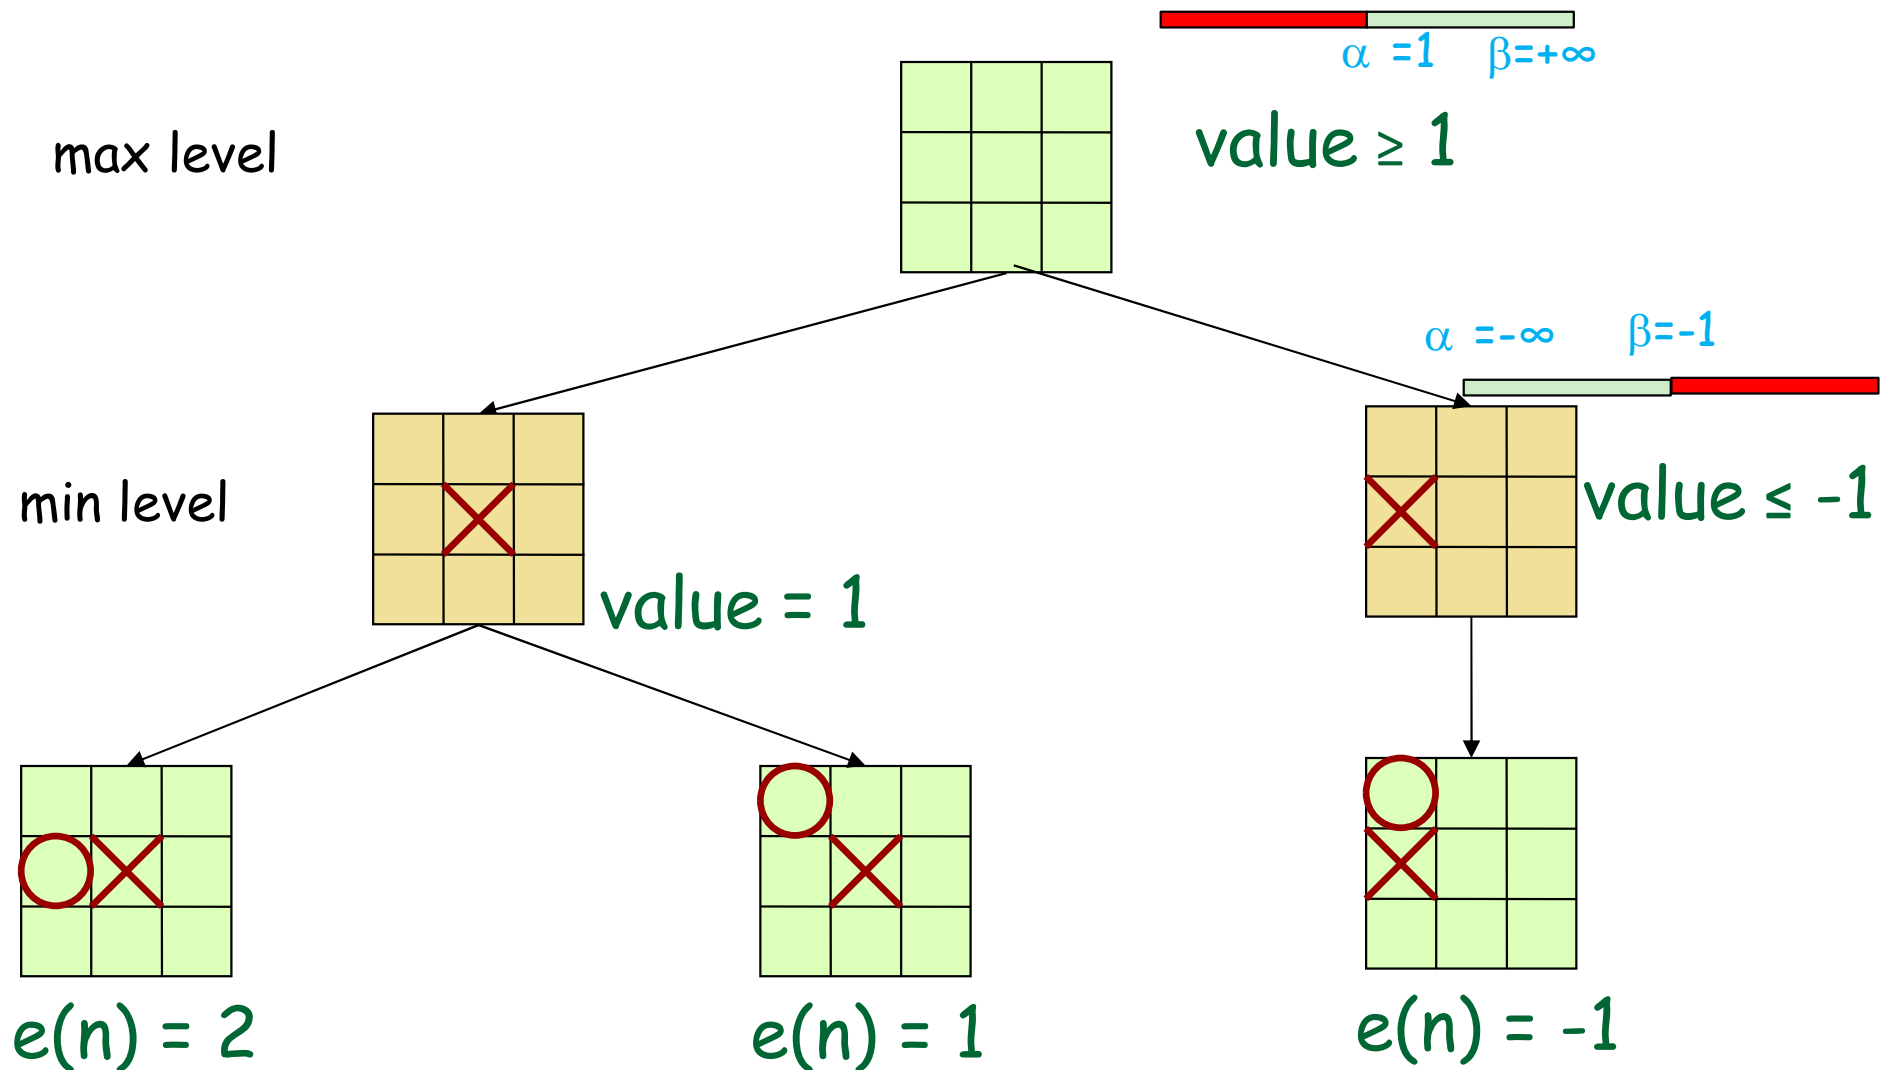 α =1 β=+∞
max level
value ≥ 1
α =-∞ β=-1
min level
value ≤ -1
value = 1
e(n) = 2
e(n) = 1
e(n) = -1